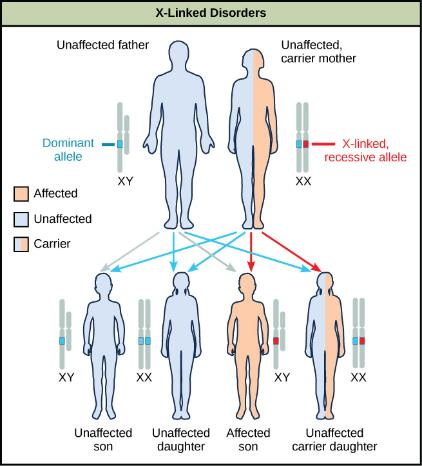 X-Linked Disorders
Unaffected father
Unaffected,
carrier mother
Dominant
allele
X-linked,
recessive allele
XY
XX
Affected
Unaffected
Carrier
XY
XX
XY
XX
Unaffected
son
Unaffected
daughter
Affected
son
Unaffected
carrier daughter